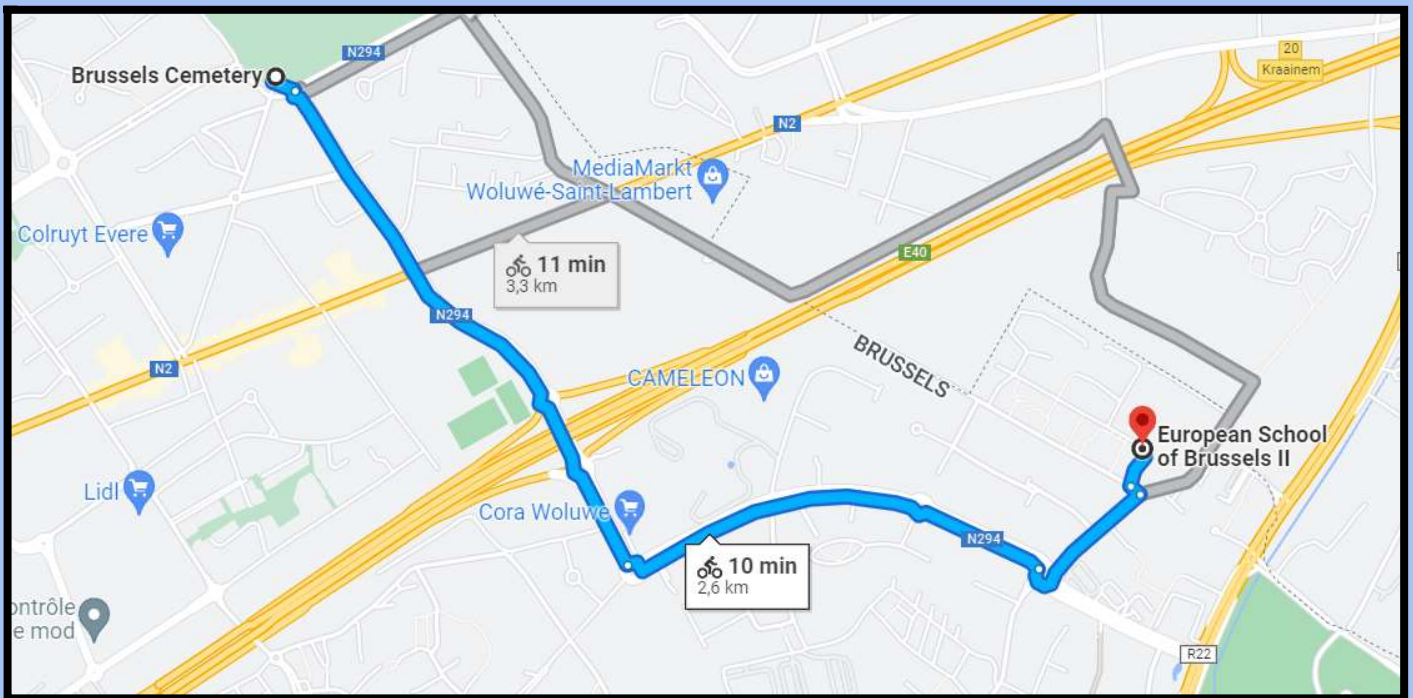 N294
20
Kraainem
Brussels Cemetery
N2
MediaMarkt
Woluwé-Saint-Lambert
Colruyt Evere
E40
11 min
3,3 km
N294
BRUSSELS
N2
CAMELEON
European School
of Brussels II
Lidl
Cora Woluwe
N294
10 min
2,6 km
ontrôle
e mod
R22